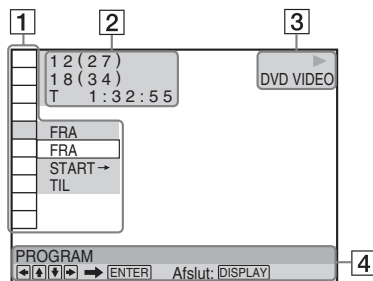 1 2 3
12(27)
18(34)
T 1:32:55
DVD VIDEO
FRA
FRA
START→
TIL
PROGRAM
←↑↓→ ➡ ENTER Afslut: DISPLAY
4